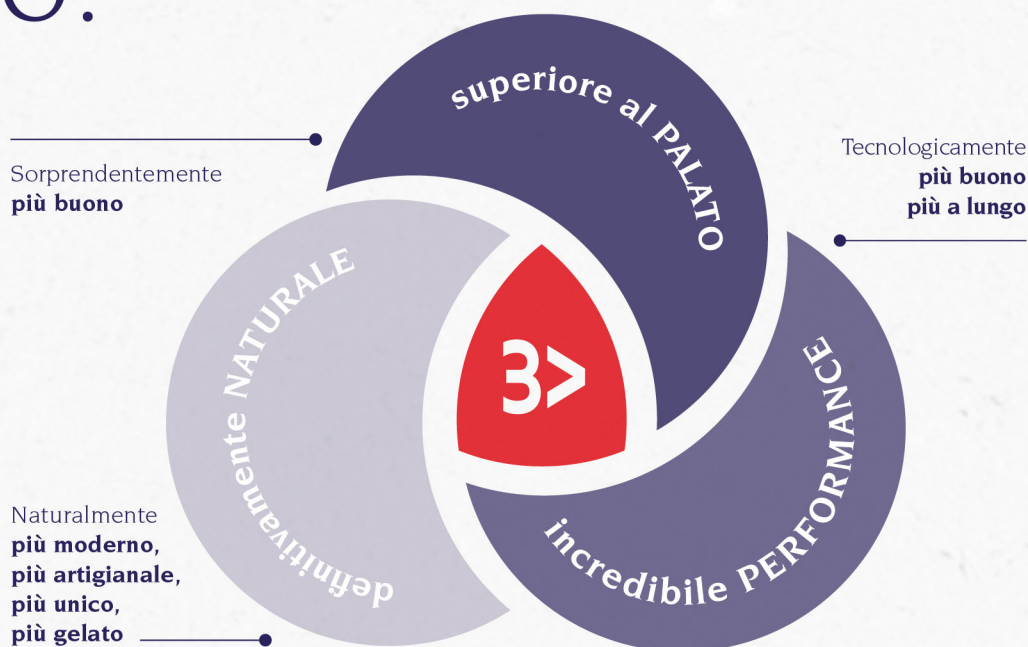 superiore al PALATO
Sorprendentemente
più buono
Tecnologicamente
più buono
più a lungo
definitivamente NATURALE
3>
incredibile PERFORMANCE
Naturalmente
più moderno,
più artigianale,
più unico,
più gelato